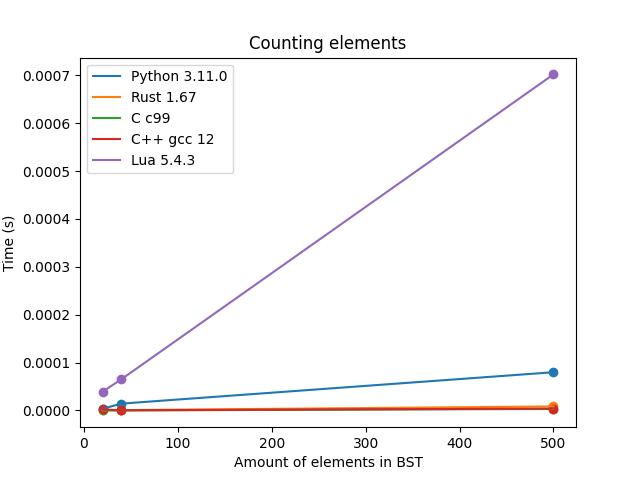 Counting elements
Python 3.11.0
Rust 1.67
C c99
C++ gcc 12
Lua 5.4.3
Time (s)
0.0007
0.0006
0.0005
0.0004
0.0003
0.0002
0.0001
0.0000
0 100 200 300 400 500
Amount of elements in BST